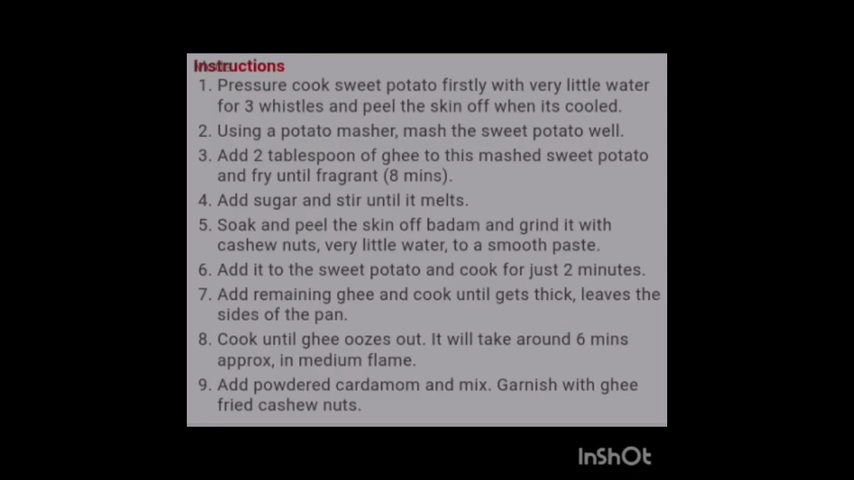 Instructions
1. Pressure cook sweet potato firstly with very little water
for 3 whistles and peel the skin off when its cooled.
2. Using a potato masher, mash the sweet potato well.
3. Add 2 tablespoon of ghee to this mashed sweet potato
and fry until fragrant (8 mins).
4. Add sugar and stir until it melts.
5. Soak and peel the skin off badam and grind it with
cashew nuts, very little water, to a smooth paste.
6. Add it to the sweet potato and cook for just 2 minutes.
7. Add remaining ghee and cook until gets thick, leaves the
sides of the pan.
8. Cook until ghee oozes out. It will take around 6 mins
approx, in medium flame.
9. Add powdered cardamom and mix. Garnish with ghee
fried cashew nuts.
InShOt